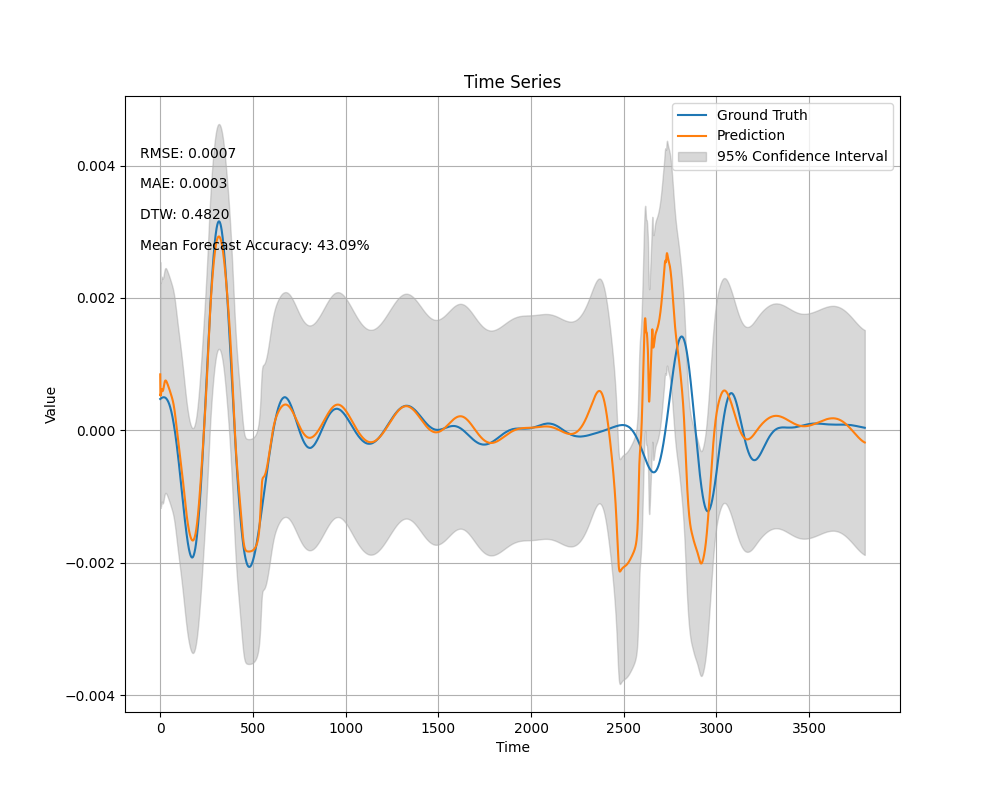 Time Series
Ground Truth
Prediction
95% Confidence Interval
RMSE: 0.0007
MAE: 0.0003
DTW: 0.4820
Mean Forecast Accuracy: 43.09%
Value
0.004
0.002
0.000
−0.002
−0.004
0 500 1000 1500 2000 2500 3000 3500
Time